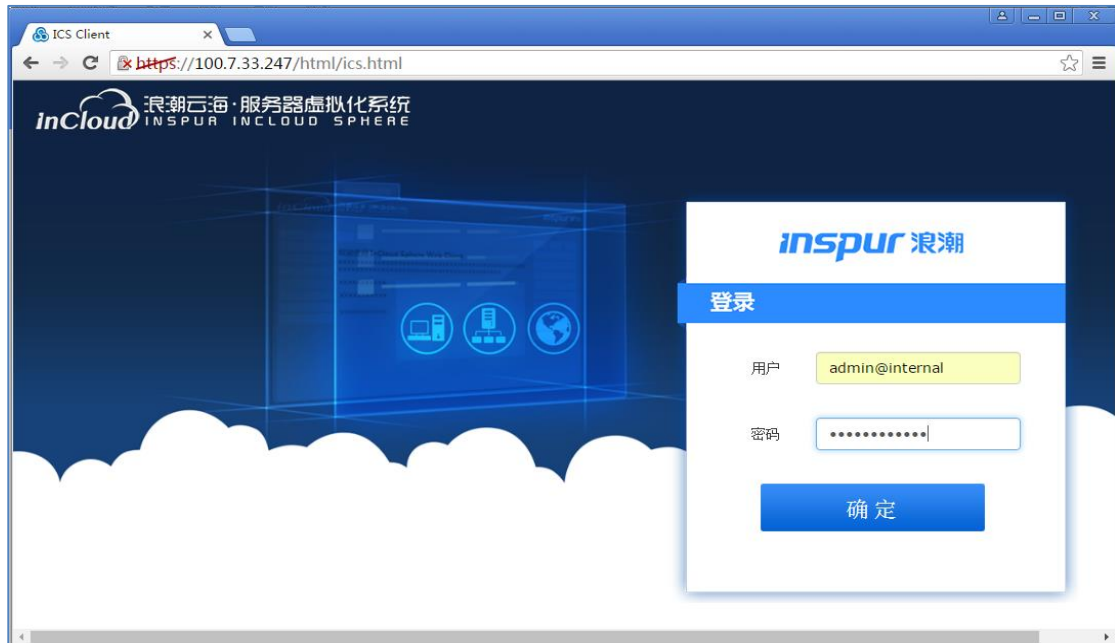 ICS Client
https://100.7.33.247/html/ics.html
inCloud 浪潮云海·服务器虚拟化系统
INSPUR INCLOUD SPHERE
inspur 浪潮
登录
用户 admin@internal
密码 ••••••••••••
确定